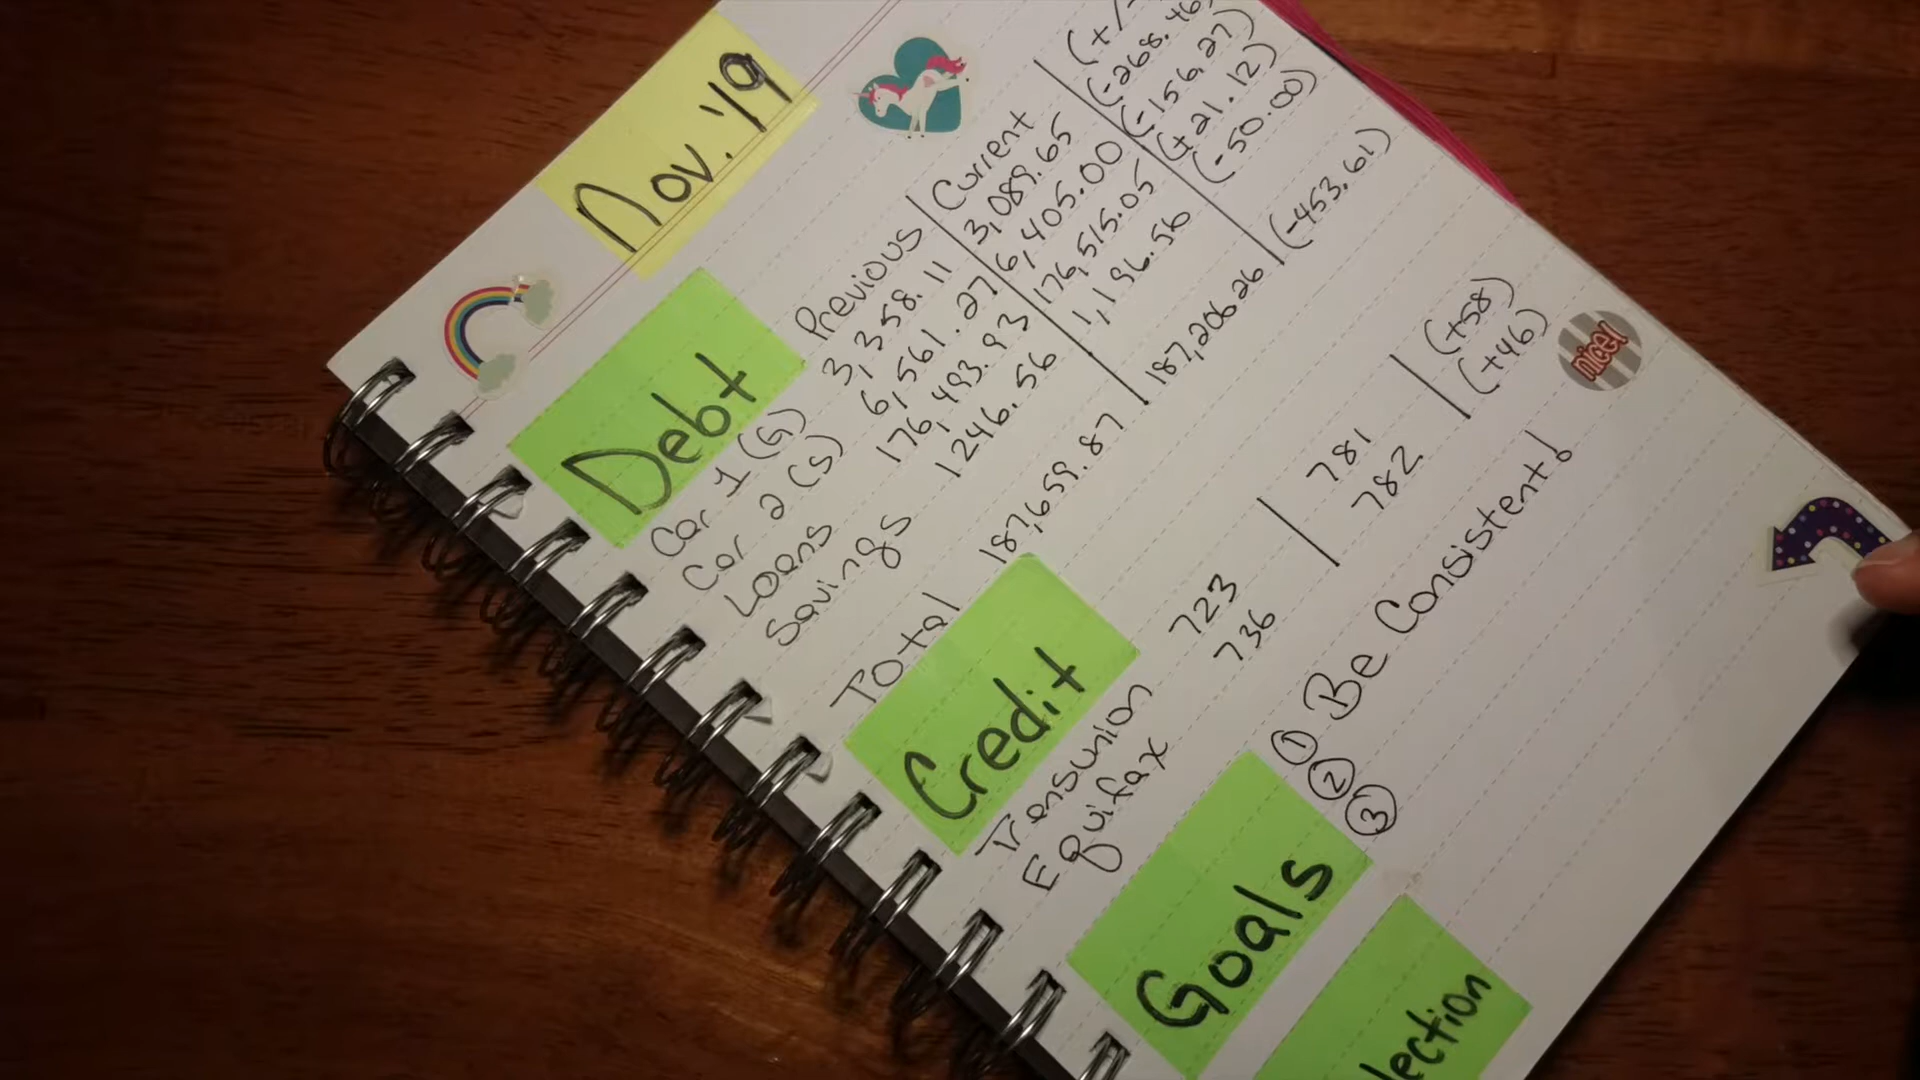 Nov. '19
Debt
Previous Current (+/-
Car 1 (G) 3,358.11 3,089.65 (-268.46)
Car 2 (S) 6,561.27 6,405.00 (-156.27)
Loans 176,493.93 176,515.05 (+21.12)
Savings 1246.56 1,196.56 (-50.00)
Total 187,659.87 187,206.26 (-453.61)
Credit
Transunion 723 781 (+58)
Equifax 736 782 (+46)
nice!
Goals
① Be Consistent!
②
③
lection